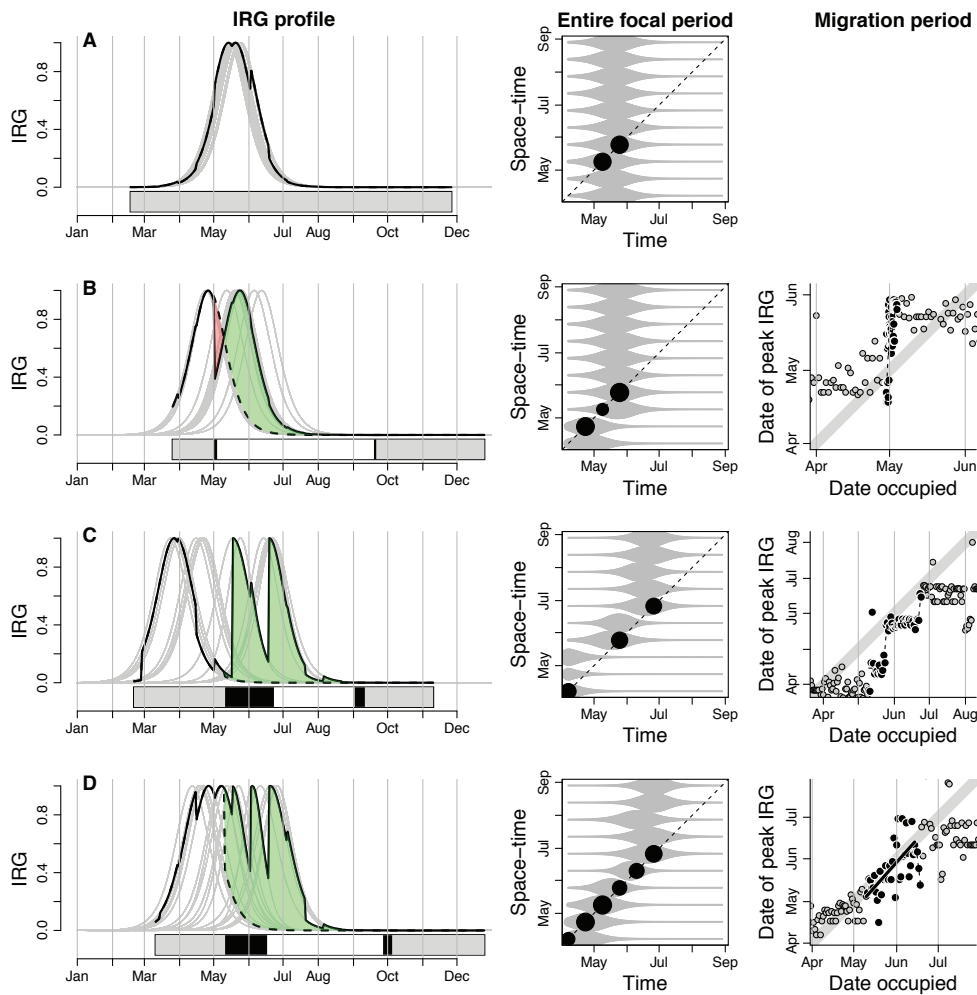 IRG profile Entire focal period Migration period
A
IRG
0.0 0.4 0.8
Jan Mar May Jul Aug Oct Dec
Space−time
May Jul Sep
May Jul Sep
Time
B
IRG
0.0 0.4 0.8
Jan Mar May Jul Aug Oct Dec
Space−time
May Jul Sep
May Jul Sep
Time
Date of peak IRG
Apr May Jun
Apr May Jun
Date occupied
C
IRG
0.0 0.4 0.8
Jan Mar May Jul Aug Oct Dec
Space−time
May Jul Sep
May Jul Sep
Time
Date of peak IRG
Apr Jun Jul Aug
Apr Jun Jul Aug
Date occupied
D
IRG
0.0 0.4 0.8
Jan Mar May Jul Aug Oct Dec
Space−time
May Jul Sep
May Jul Sep
Time
Date of peak IRG
Apr May Jun Jul
Apr May Jun Jul
Date occupied